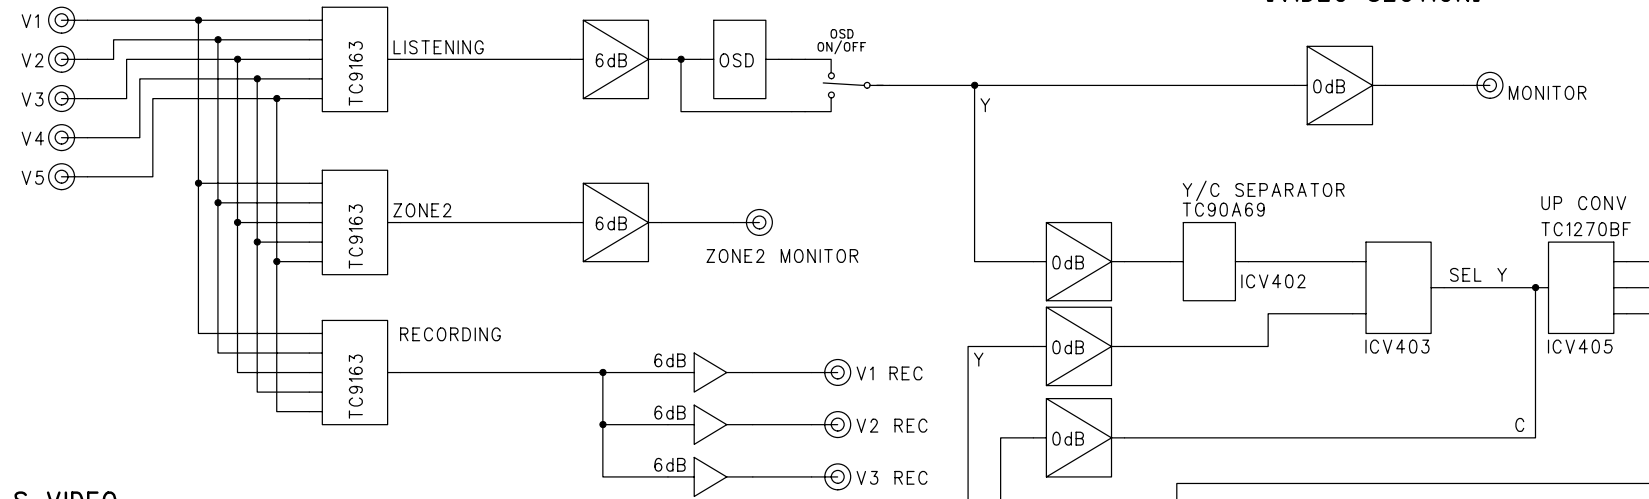 V1
V2
V3
V4
V5
TC9163
LISTENING
6dB
OSD
OSD
ON/OFF
Y
0dB
MONITOR
TC9163
ZONE2
6dB
ZONE2 MONITOR
0dB
Y/C SEPARATOR
TC90A69
ICV402
ICV403
SEL Y
UP CONV
TC1270BF
ICV405
Y
0dB
0dB
C
TC9163
RECORDING
6dB
V1 REC
6dB
V2 REC
6dB
V3 REC